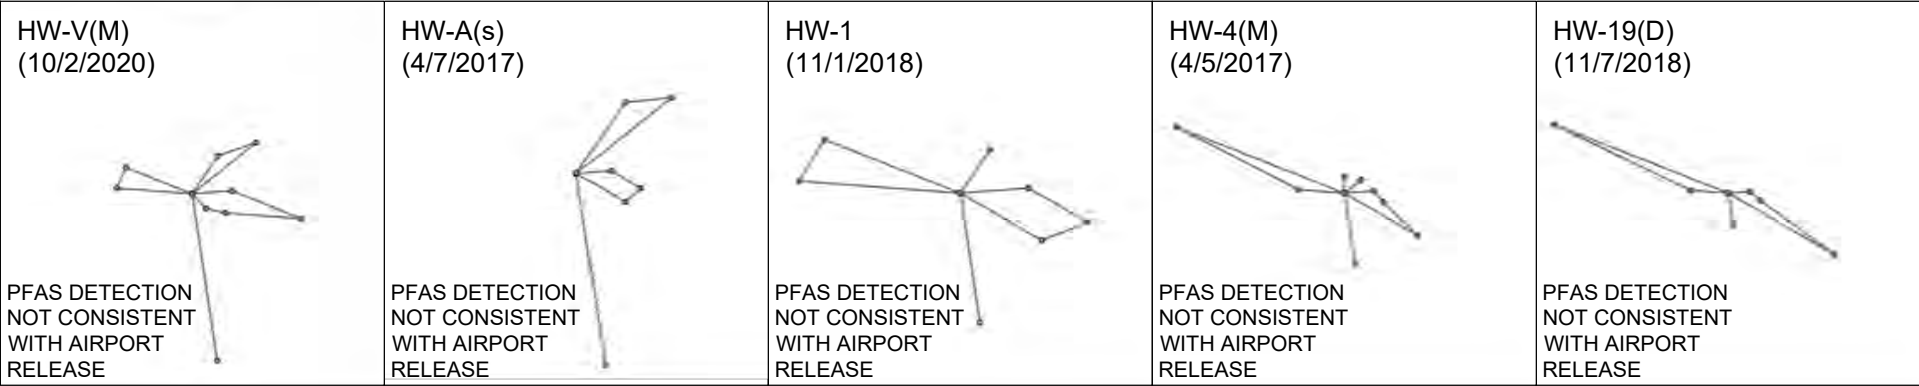 HW-V(M)
(10/2/2020)
PFAS DETECTION
NOT CONSISTENT
WITH AIRPORT
RELEASE
HW-A(s)
(4/7/2017)
PFAS DETECTION
NOT CONSISTENT
WITH AIRPORT
RELEASE
HW-1
(11/1/2018)
PFAS DETECTION
NOT CONSISTENT
WITH AIRPORT
RELEASE
HW-4(M)
(4/5/2017)
PFAS DETECTION
NOT CONSISTENT
WITH AIRPORT
RELEASE
HW-19(D)
(11/7/2018)
PFAS DETECTION
NOT CONSISTENT
WITH AIRPORT
RELEASE